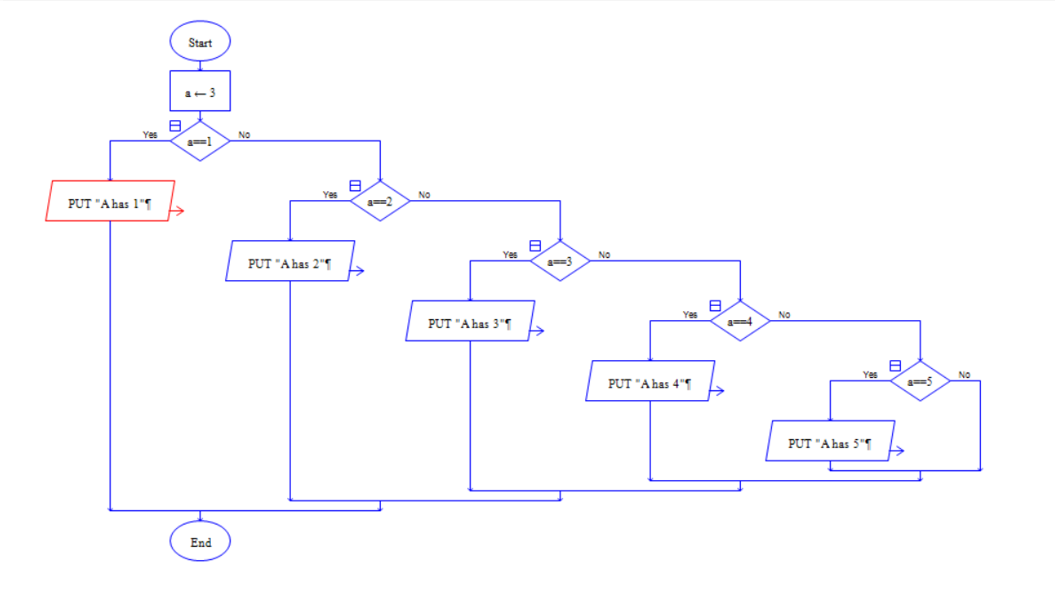 Start
a ← 3
Yes
a==1
No
PUT "A has 1"¶
Yes
a==2
No
PUT "A has 2"¶
Yes
a==3
No
PUT "A has 3"¶
Yes
a==4
No
PUT "A has 4"¶
Yes
a==5
No
PUT "A has 5"¶
End